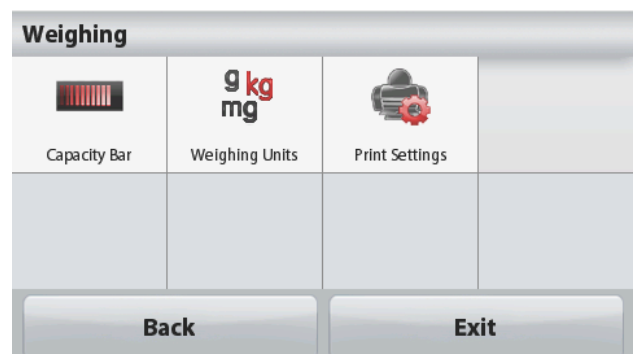 Weighing
g kg
mg
Capacity Bar
Weighing Units
Print Settings
Back
Exit